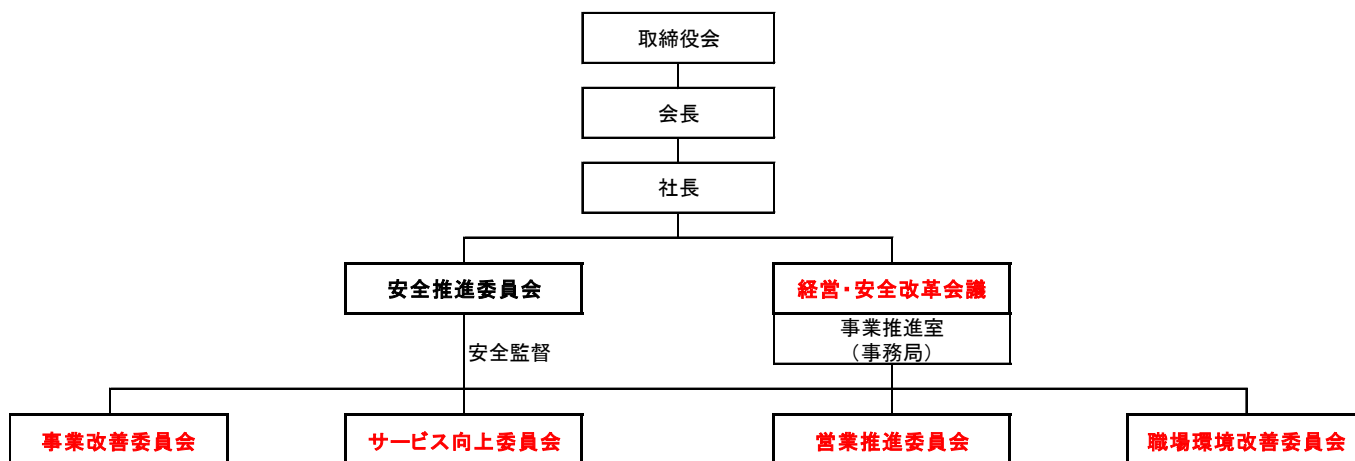 取締役会
会長
社長
安全推進委員会
経営・安全改革会議
事業推進室
（事務局）
安全監督
事業改善委員会
サービス向上委員会
営業推進委員会
職場環境改善委員会